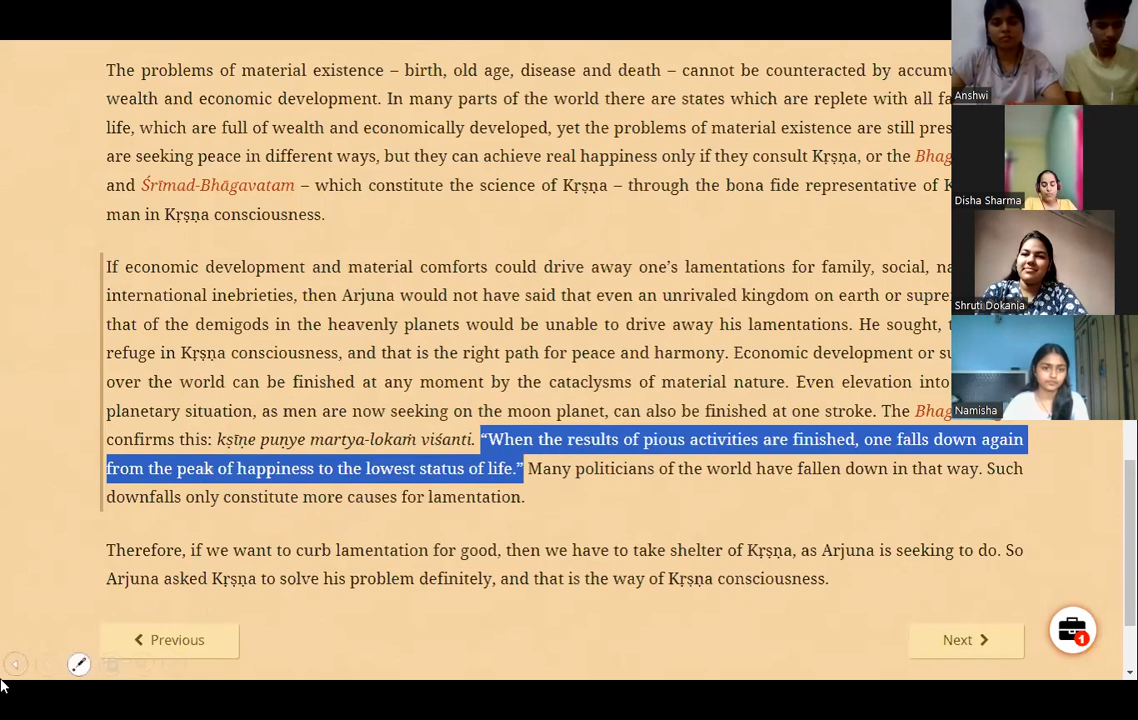 The problems of material existence – birth, old age, disease and death – cannot be counteracted by
wealth and economic development. In many parts of the world there are states which are replete with all
life, which are full of wealth and economically developed, yet the problems of material existence are still
are seeking peace in different ways, but they can achieve real happiness only if they consult Kṛṣṇa, or the
and Śrīmad-Bhāgavatam – which constitute the science of Kṛṣṇa – through the bona fide representative of
man in Kṛṣṇa consciousness.
If economic development and material comforts could drive away one’s lamentations for family, social,
international inebrieties, then Arjuna would not have said that even an unrivaled kingdom on earth or
that of the demigods in the heavenly planets would be unable to drive away his lamentations. He sought,
refuge in Kṛṣṇa consciousness, and that is the right path for peace and harmony. Economic development or
over the world can be finished at any moment by the cataclysms of material nature. Even elevation into
planetary situation, as men are now seeking on the moon planet, can also be finished at one stroke. The
confirms this: kṣīṇe puṇye martya-lokaṁ viśanti. “When the results of pious activities are finished, one falls down again
from the peak of happiness to the lowest status of life.” Many politicians of the world have fallen down in that way. Such
downfalls only constitute more causes for lamentation.
Therefore, if we want to curb lamentation for good, then we have to take shelter of Kṛṣṇa, as Arjuna is seeking to do. So
Arjuna asked Kṛṣṇa to solve his problem definitely, and that is the way of Kṛṣṇa consciousness.
Previous
Next
1
Anshwi
Disha Sharma
Shruti Dokania
Namisha